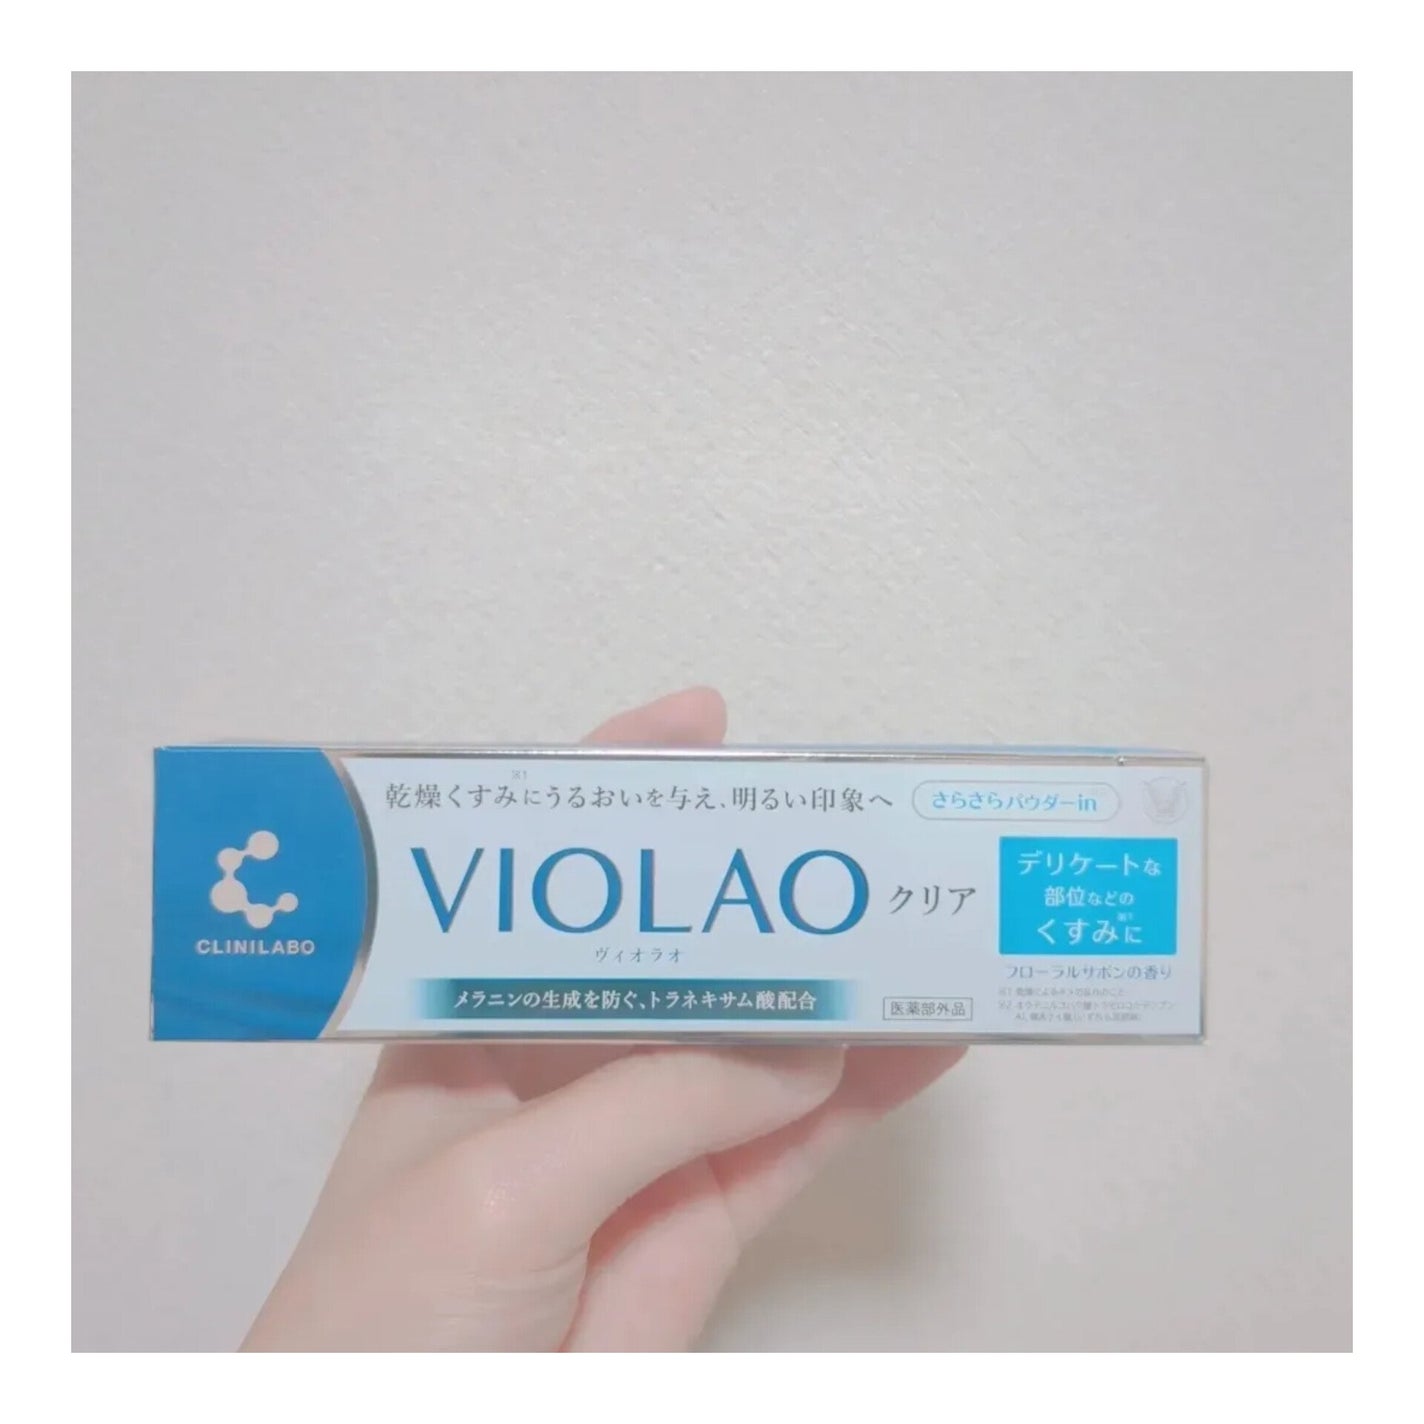 ※1
乾燥くすみにうるおいを与え、明るい印象へ
さらさらパウダーin
VIOLAO クリア
ヴィオラオ
メラニンの生成を防ぐ、トラネキサム酸配合
医薬部外品
CLINILABO
デリケートな
部位などの
※1
くすみに
フローラルサボンの香り